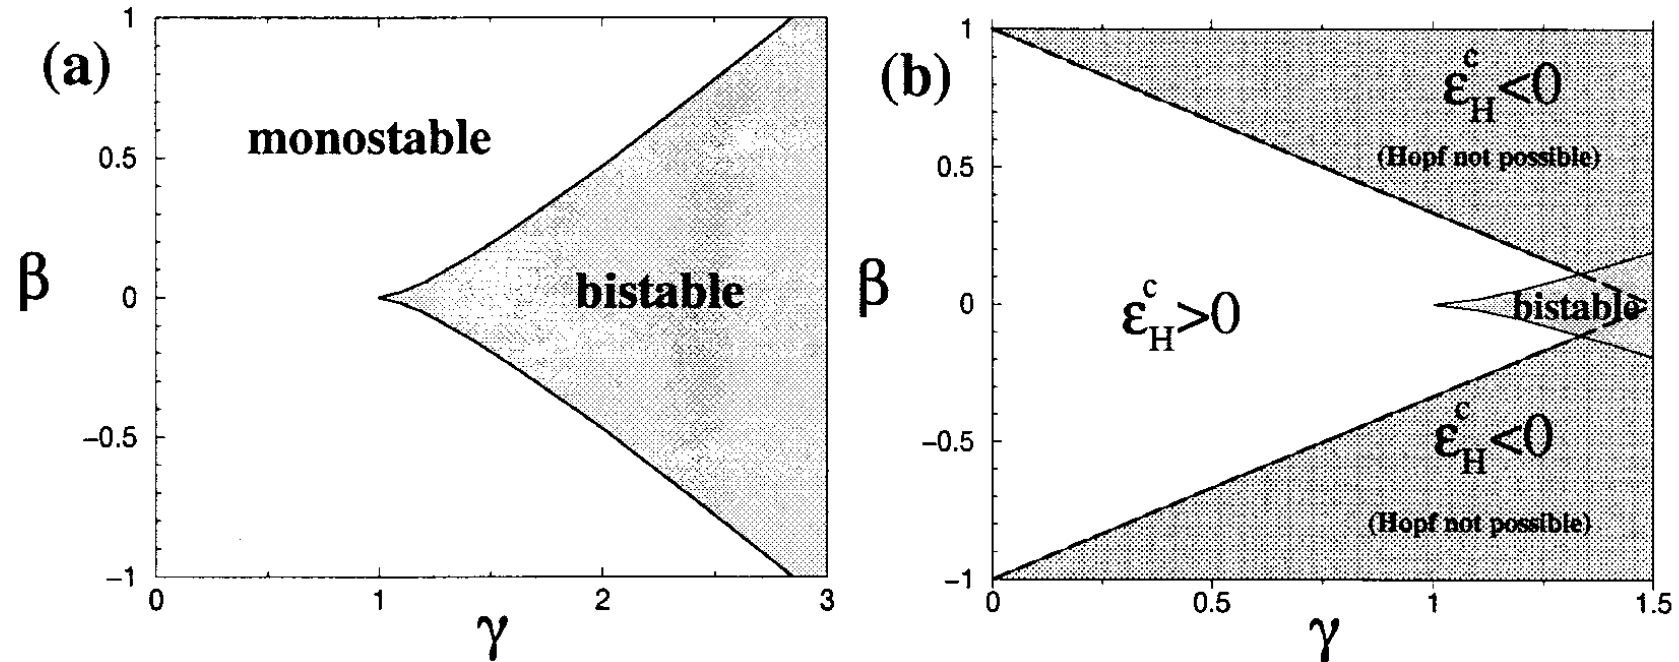 (a)
monostable
bistable
β
γ
1
0.5
0
−0.5
−1
0
1
2
3
(b)
ε_H^c<0
(Hopf not possible)
ε_H^c>0
bistable
ε_H^c<0
(Hopf not possible)
β
γ
1
0.5
0
−0.5
−1
0
0.5
1
1.5